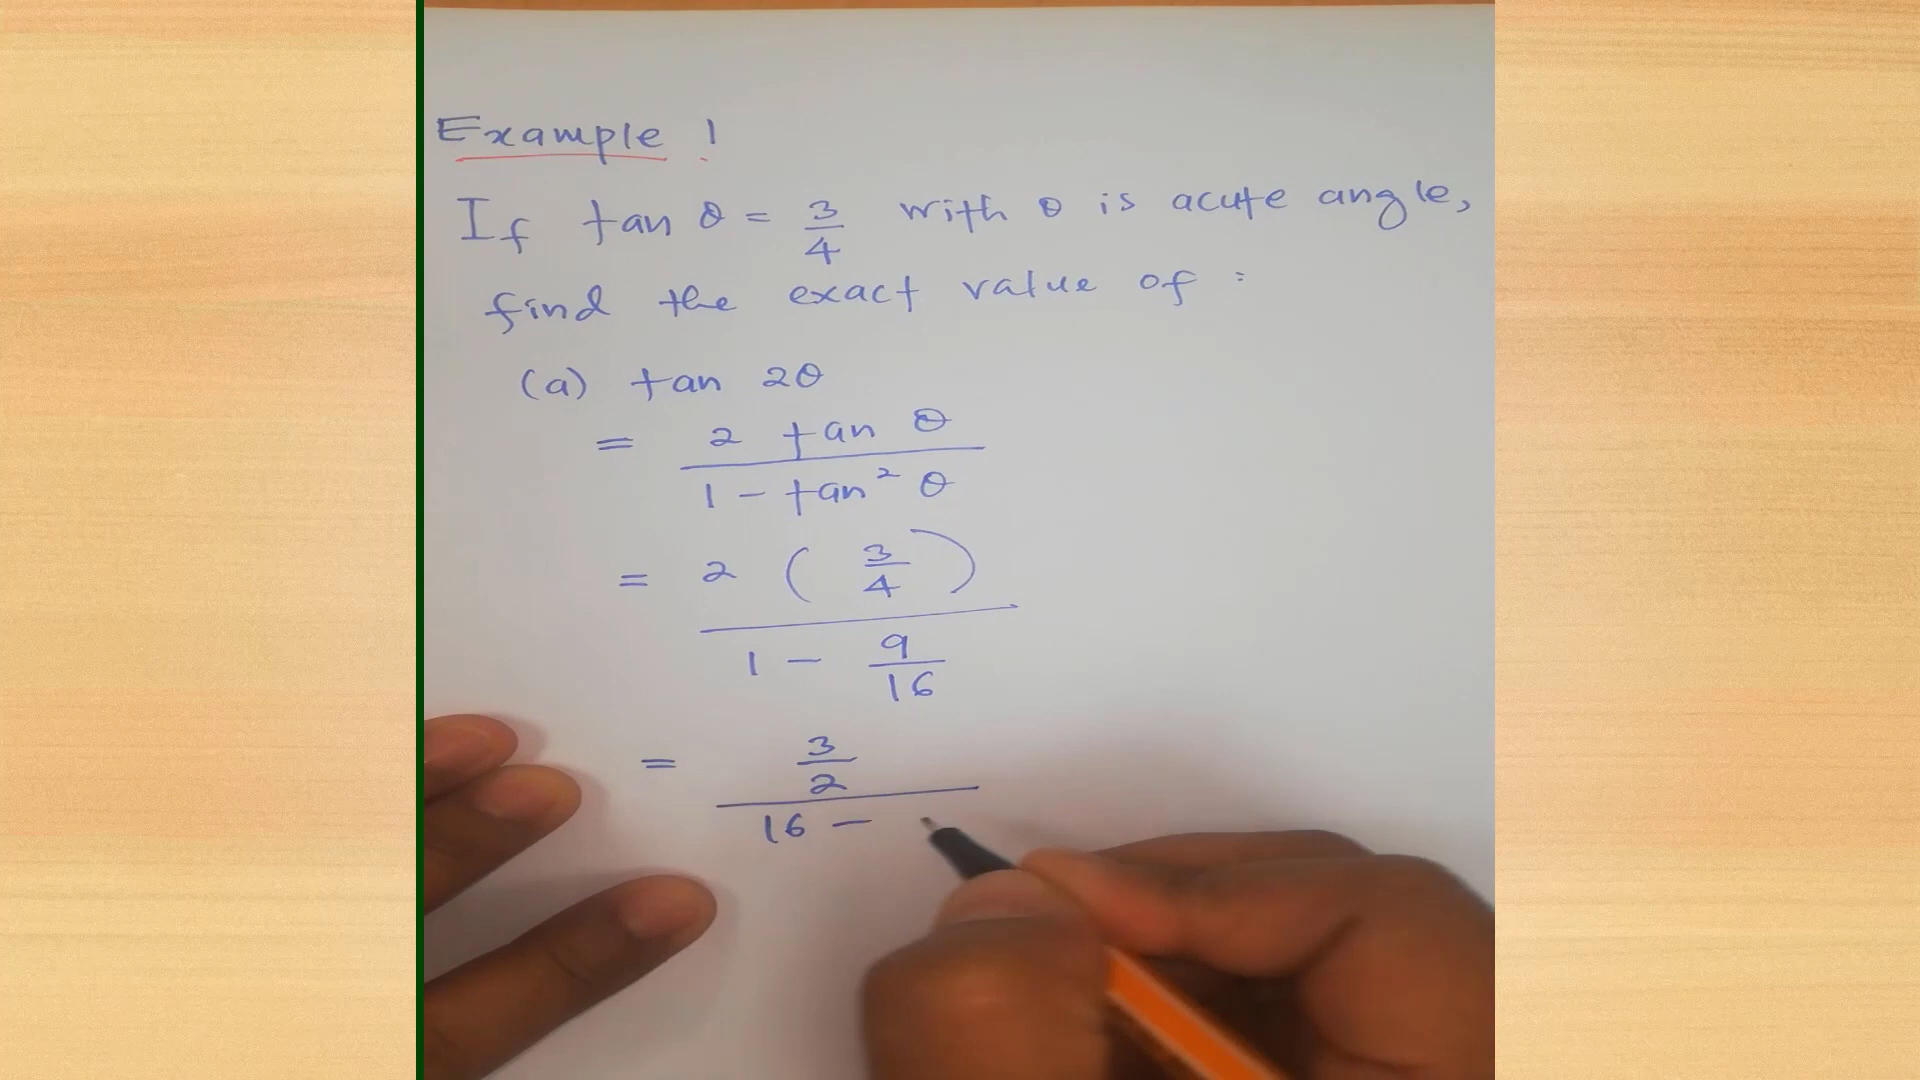 Example 1
If tan θ = 3/4 with θ is acute angle,
find the exact value of :
(a) tan 2θ
= 2 tan θ / 1 - tan² θ
= 2 (3/4) / 1 - 9/16
= 3/2 / 16 -